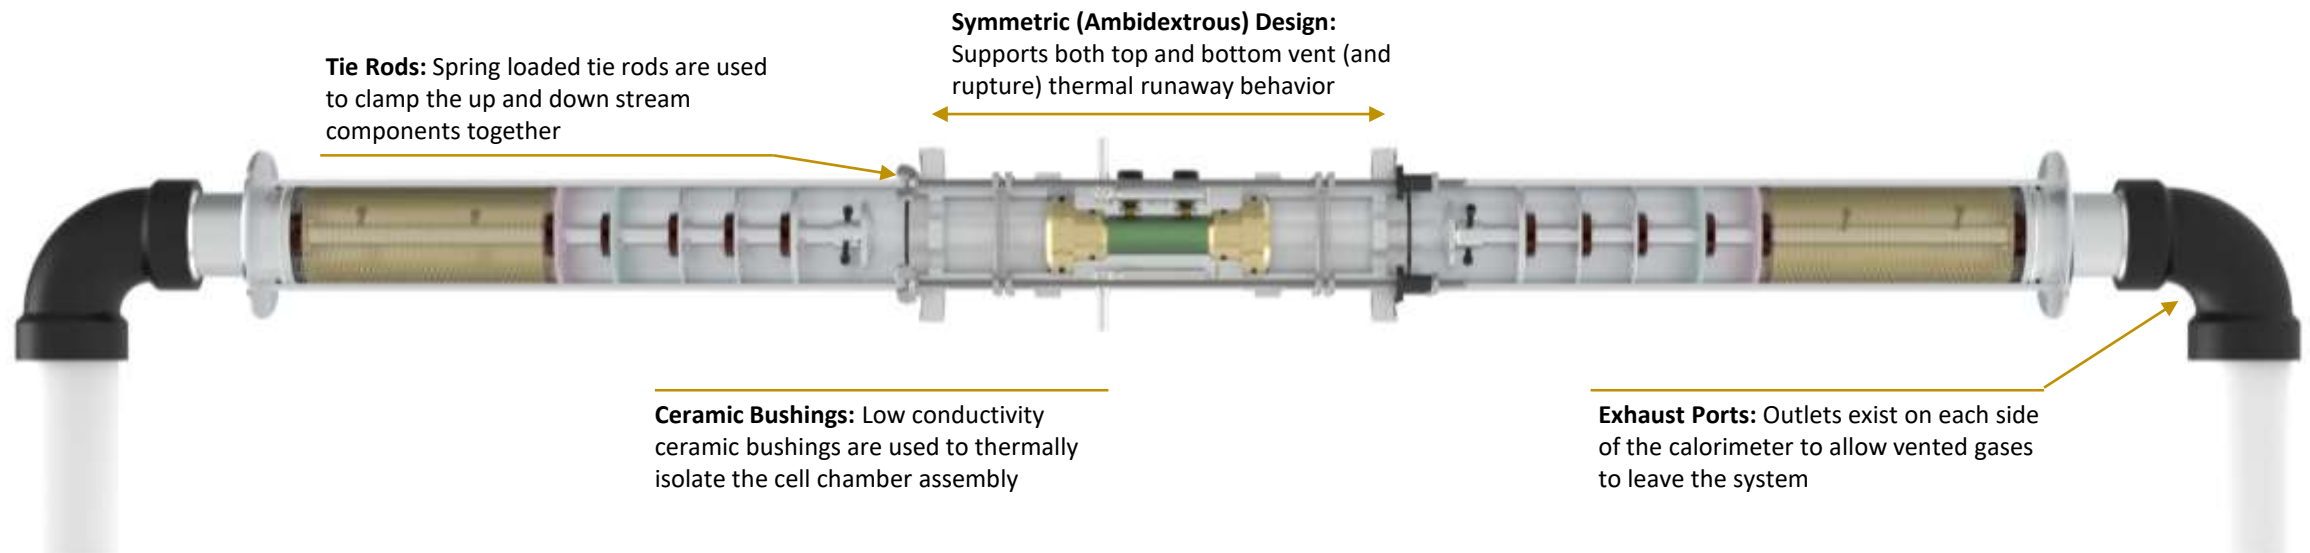 Symmetric (Ambidextrous) Design:
Supports both top and bottom vent (and
rupture) thermal runaway behavior
Tie Rods: Spring loaded tie rods are used
to clamp the up and down stream
components together
Ceramic Bushings: Low conductivity
ceramic bushings are used to thermally
isolate the cell chamber assembly
Exhaust Ports: Outlets exist on each side
of the calorimeter to allow vented gases
to leave the system